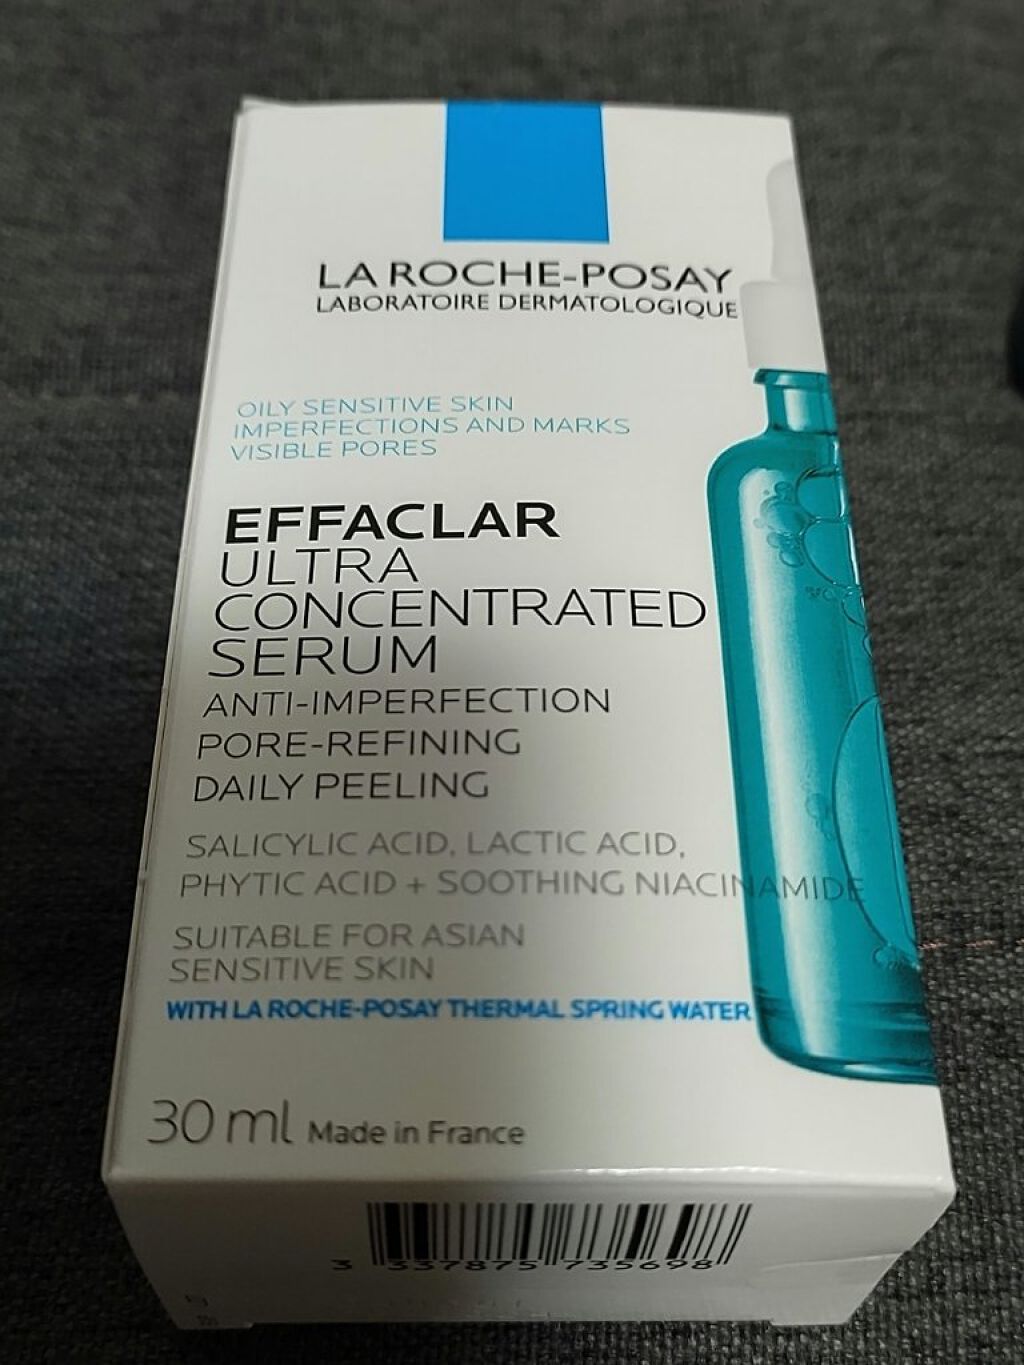 LA ROCHE-POSAY
LABORATOIRE DERMATOLOGIQUE
OILY SENSITIVE SKIN
IMPERFECTIONS AND MARKS
VISIBLE PORES
EFFACLAR
ULTRA
CONCENTRATED
SERUM
ANTI-IMPERFECTION
PORE-REFINING
DAILY PEELING
SALICYLIC ACID, LACTIC ACID,
PHYTIC ACID + SOOTHING NIACINAMIDE
SUITABLE FOR ASIAN
SENSITIVE SKIN
WITH LA ROCHE-POSAY THERMAL SPRING WATER
30 ml Made in France
3 337875 735698